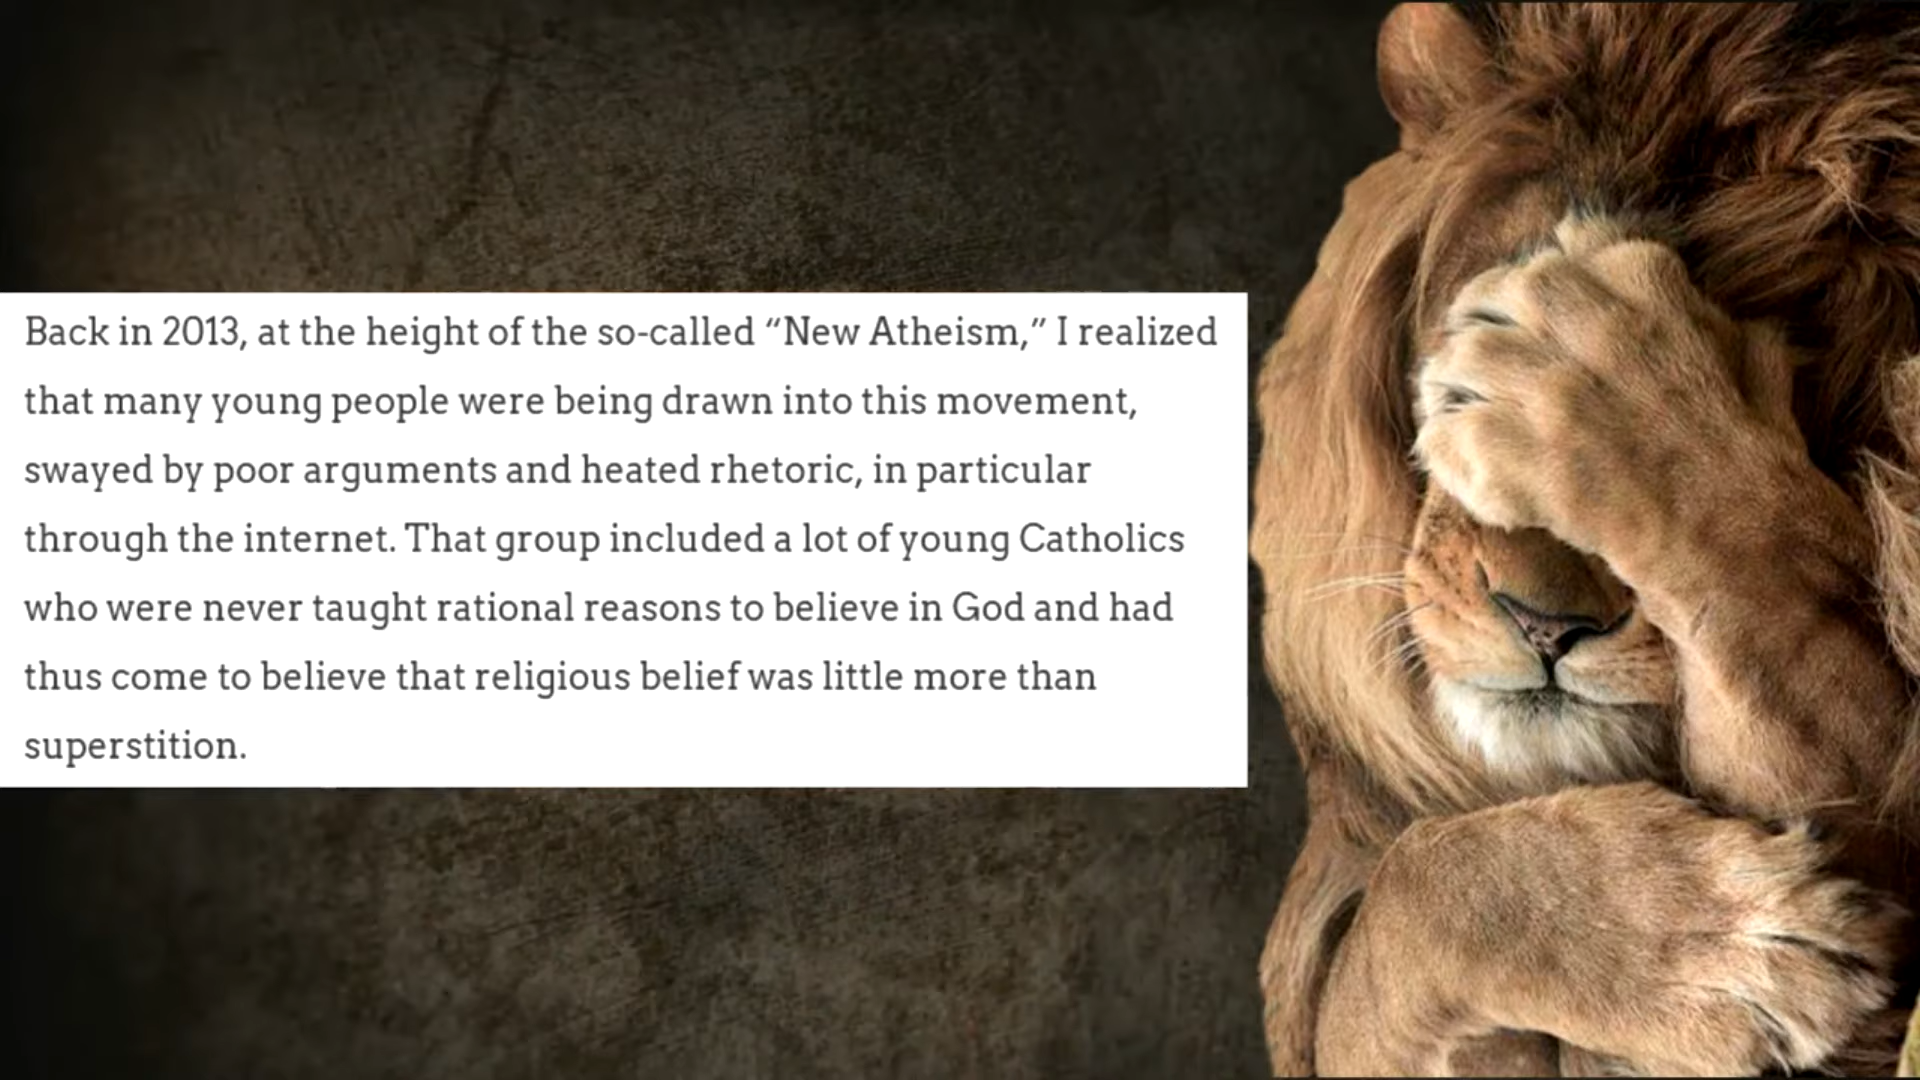 Back in 2013, at the height of the so-called “New Atheism,” I realized
that many young people were being drawn into this movement,
swayed by poor arguments and heated rhetoric, in particular
through the internet. That group included a lot of young Catholics
who were never taught rational reasons to believe in God and had
thus come to believe that religious belief was little more than
superstition.